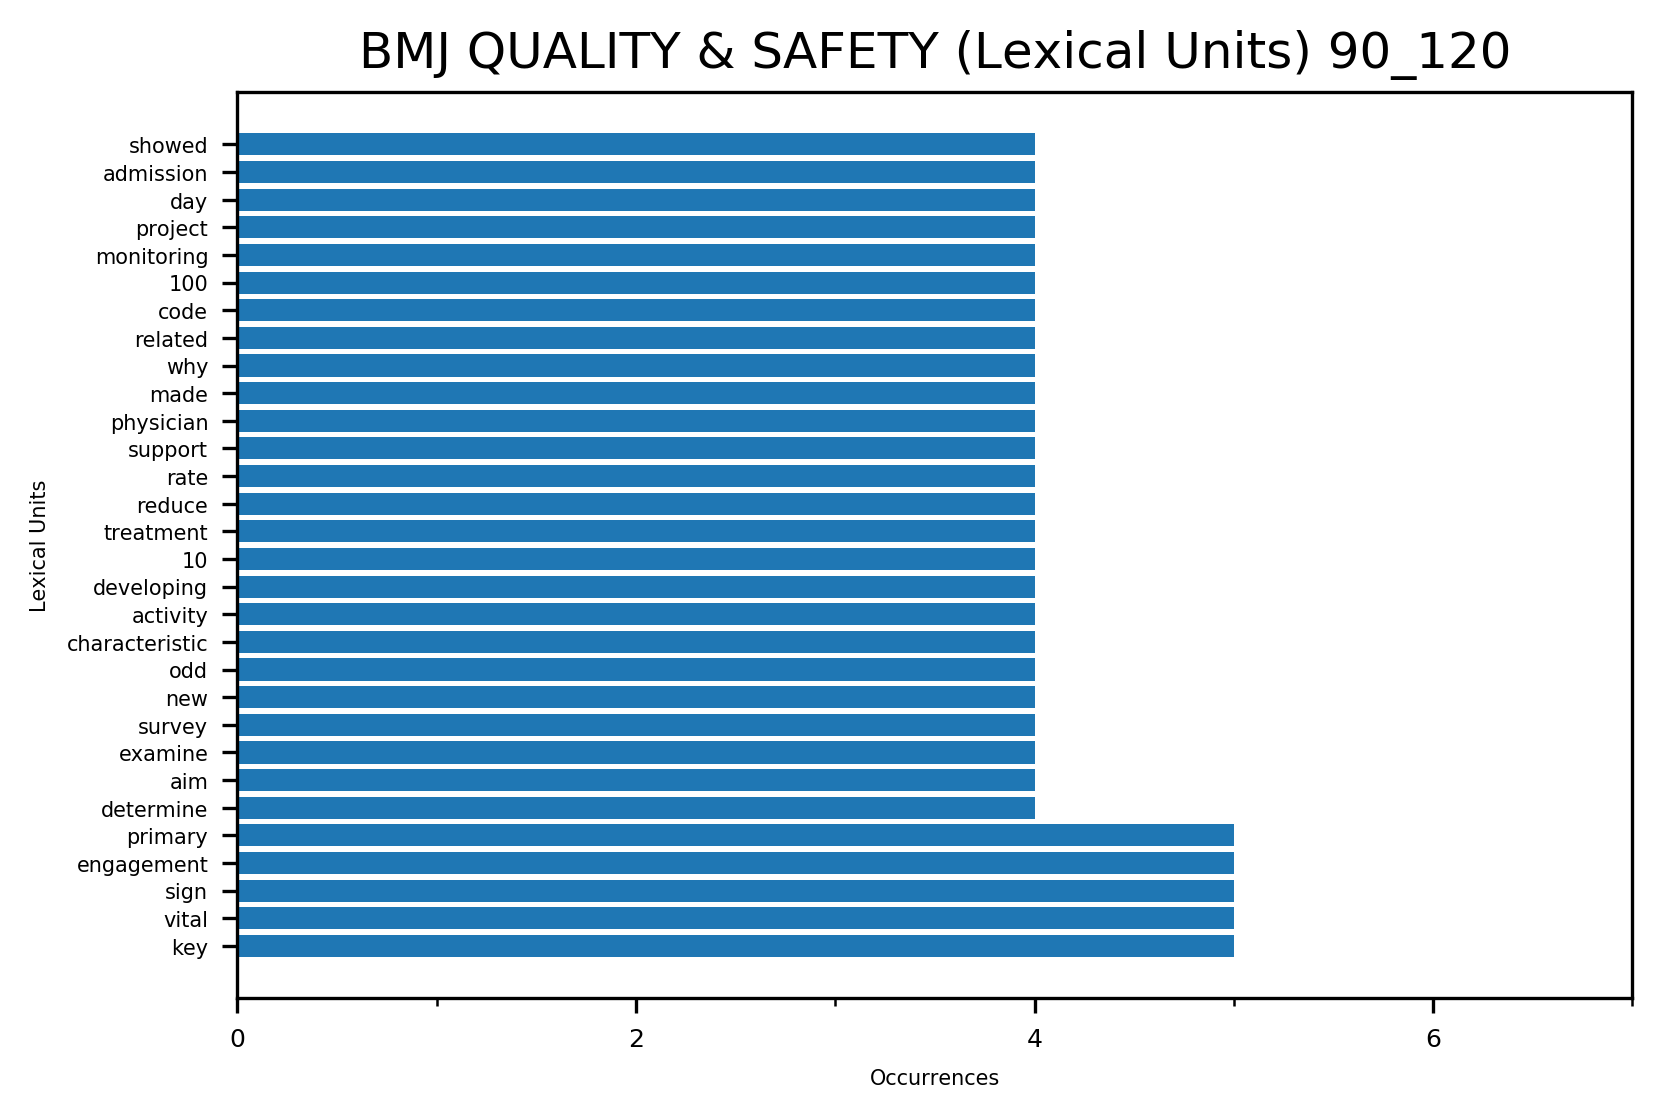 BMJ QUALITY & SAFETY (Lexical Units) 90_120
showed
admission
day
project
monitoring
100
code
related
why
made
physician
support
rate
reduce
treatment
10
developing
activity
characteristic
odd
new
survey
examine
aim
determine
primary
engagement
sign
vital
key
Lexical Units
0 2 4 6
Occurrences